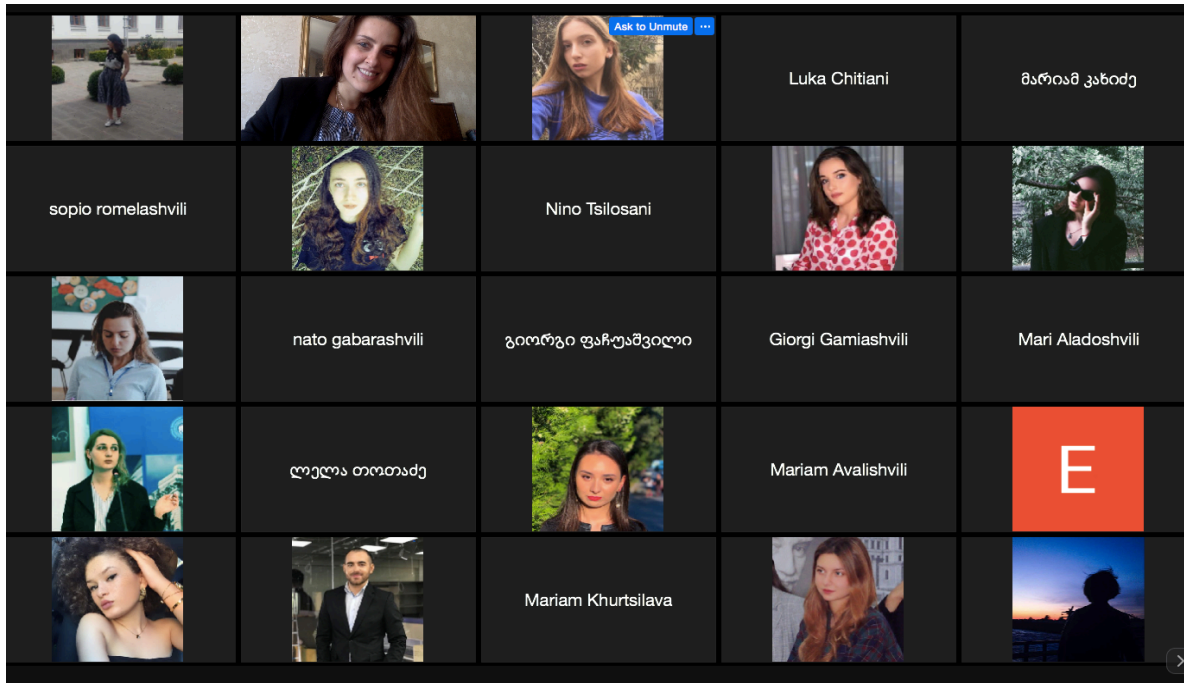 Ask to Unmute ...
Luka Chitiani
მარიამ კახიძე
sopio romelashvili
Nino Tsilosani
nato gabarashvili
გიორგი ფაჩუაშვილი
Giorgi Gamiashvili
Mari Aladoshvili
ლელა თოთაძე
Mariam Avalishvili
E
Mariam Khurtsilava